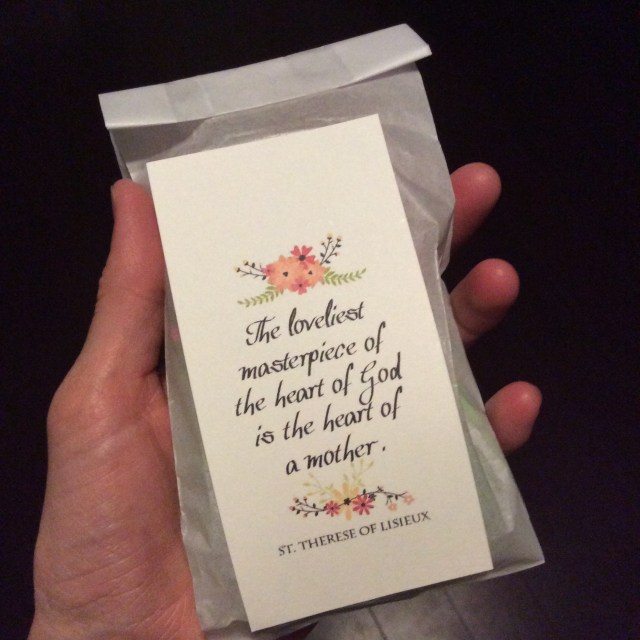 The loveliest
masterpiece of
the heart of God
is the heart of
a mother.
ST. THERESE OF LISIEUX